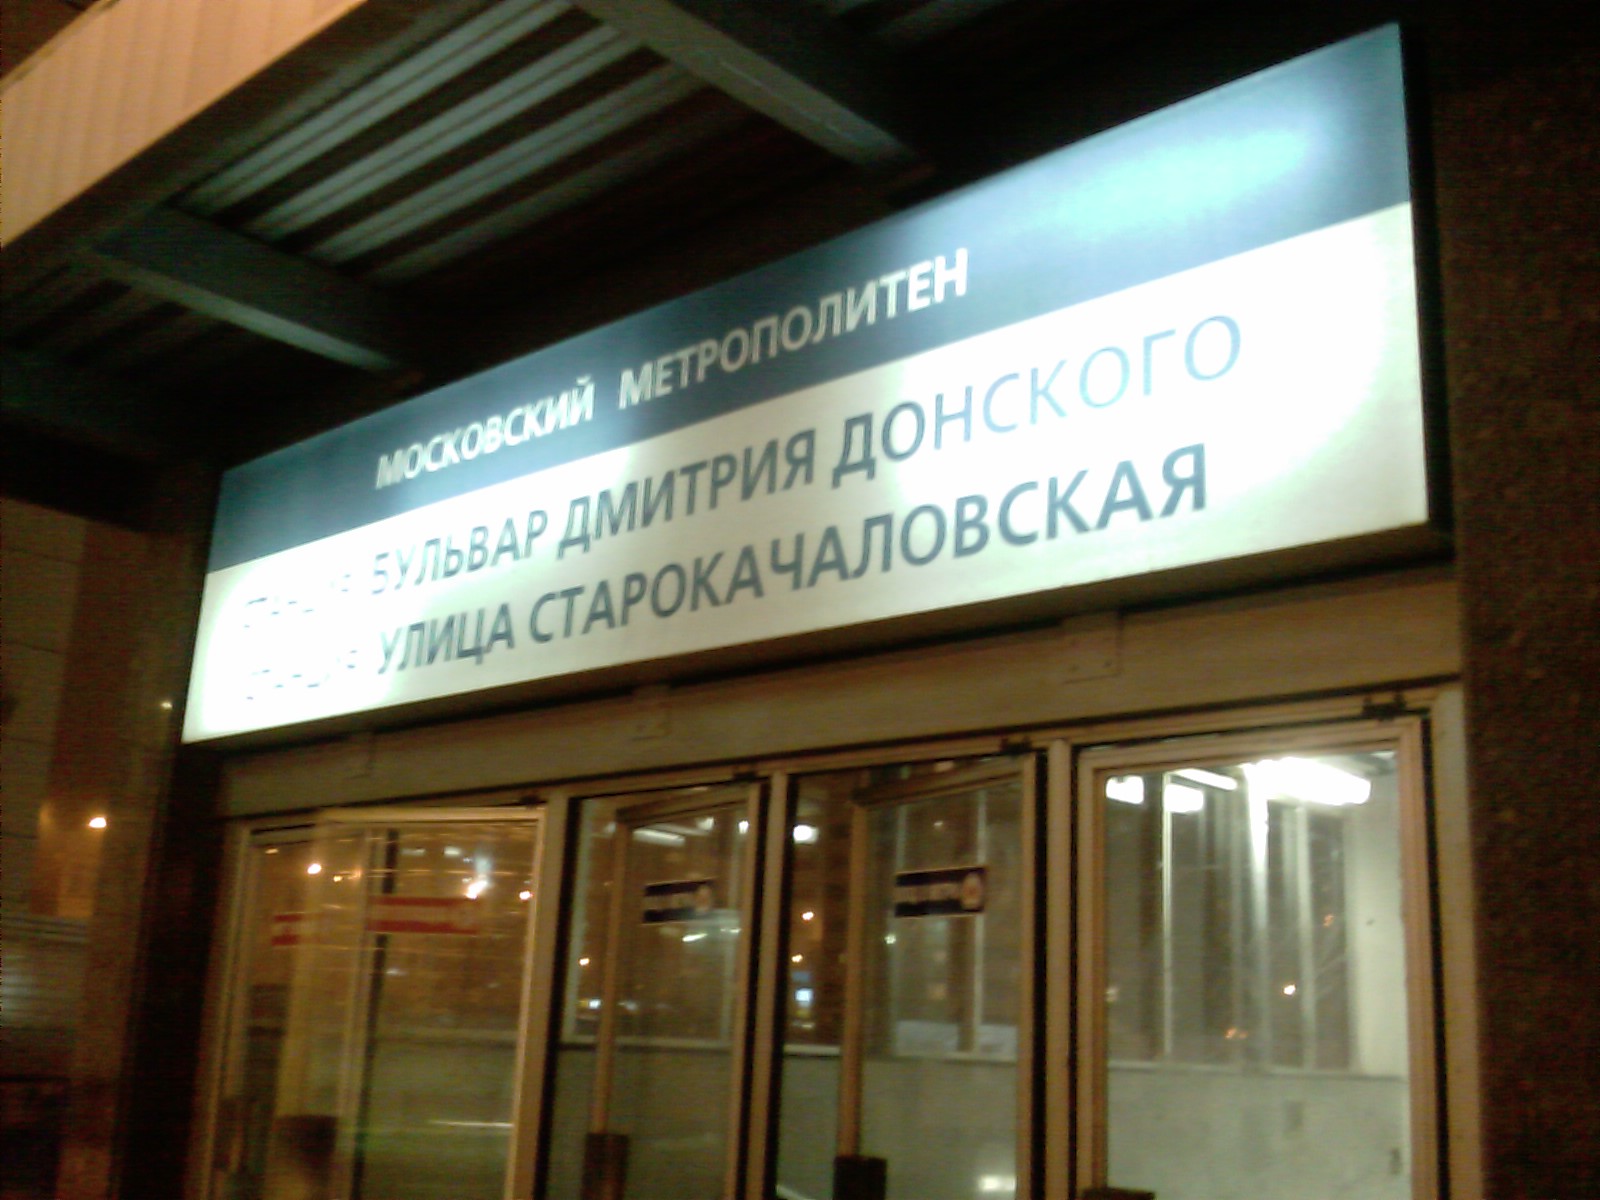 МОСКОВСКИЙ МЕТРОПОЛИТЕН
БУЛЬВАР ДМИТРИЯ ДОНСКОГО
УЛИЦА СТАРОКАЧАЛОВСКАЯ